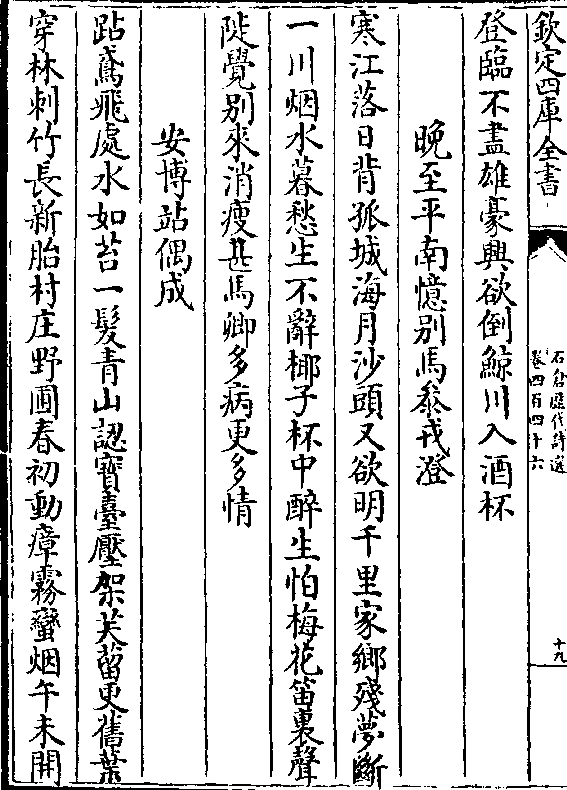 欽定四庫全書
石倉歷代詩選
卷四百四十六
十九
登臨不盡雄豪興欲倒鯨川入酒杯
晚至平南憶别馬叅戎澄
寒江落日背孤城海月沙頭又欲明千里家鄉殘夢斷
一川烟水暮愁生不辭椰子杯中醉生怕梅花笛裏聲
陡覺别來消瘦甚馬卿多病更多情
安博站偶成
跕鳶飛處水如苔一髮青山認寶臺壓架芙蔔更舊葉
穿林刺竹長新胎村庄野圃春初動瘴霧蠻烟午未開